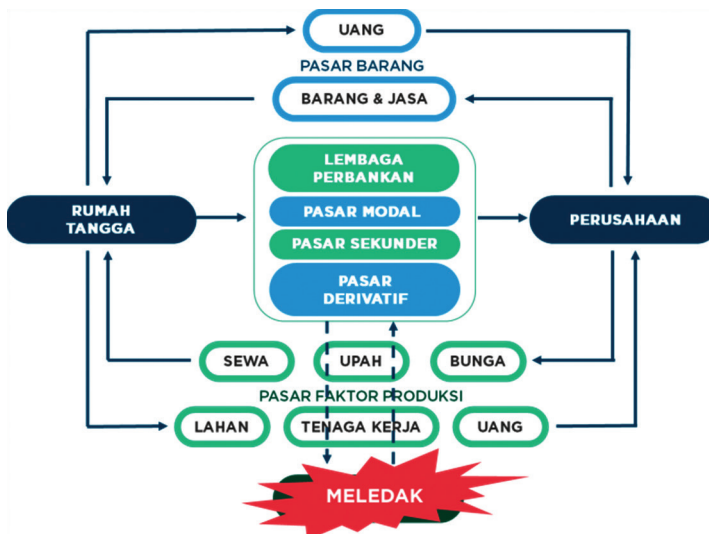 UANG
PASAR BARANG
BARANG & JASA
LEMBAGA
PERBANKAN
RUMAH
TANGGA
PASAR MODAL
PERUSAHAAN
PASAR SEKUNDER
PASAR
DERIVATIF
SEWA
UPAH
BUNGA
PASAR FAKTOR PRODUKSI
LAHAN
TENAGA KERJA
UANG
MELEDAK